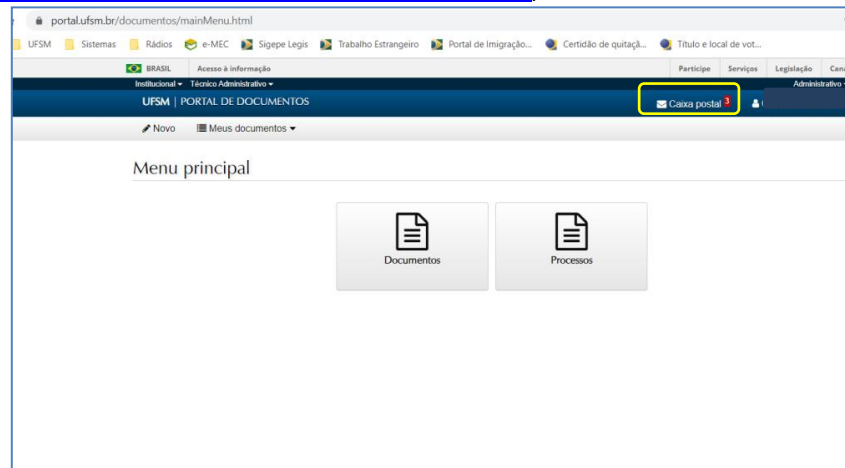 portal.ufsm.br/documentos/mainMenu.html
UFSM Sistemas Rádios e-MEC Sigepe Legis Trabalho Estrangeiro Portal de Imigração... Certidão de quitaçã... Título e local de vot...
BRASIL Acesso à informação Participe Serviços Legislação
Institucional Técnico Administrativo
UFSM | PORTAL DE DOCUMENTOS Caixa postal 3
Novo Meus documentos
Menu principal
Documentos Processos